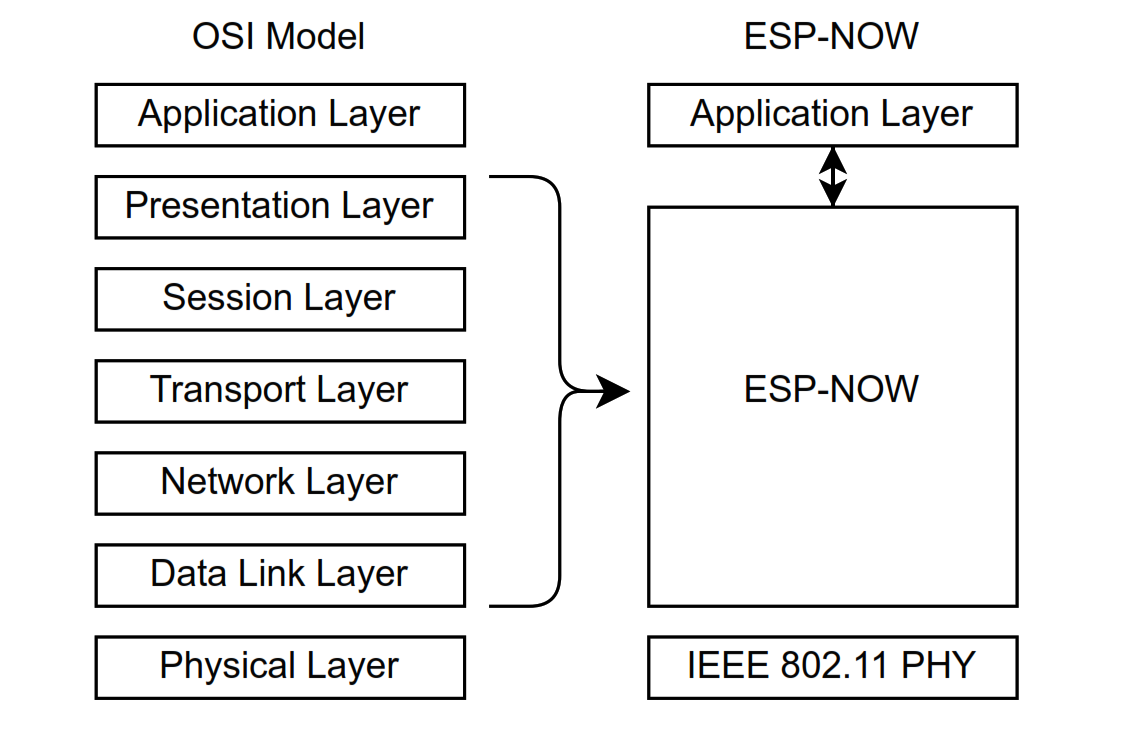 OSI Model
Application Layer
Presentation Layer
Session Layer
Transport Layer
Network Layer
Data Link Layer
Physical Layer
ESP-NOW
Application Layer
ESP-NOW
IEEE 802.11 PHY